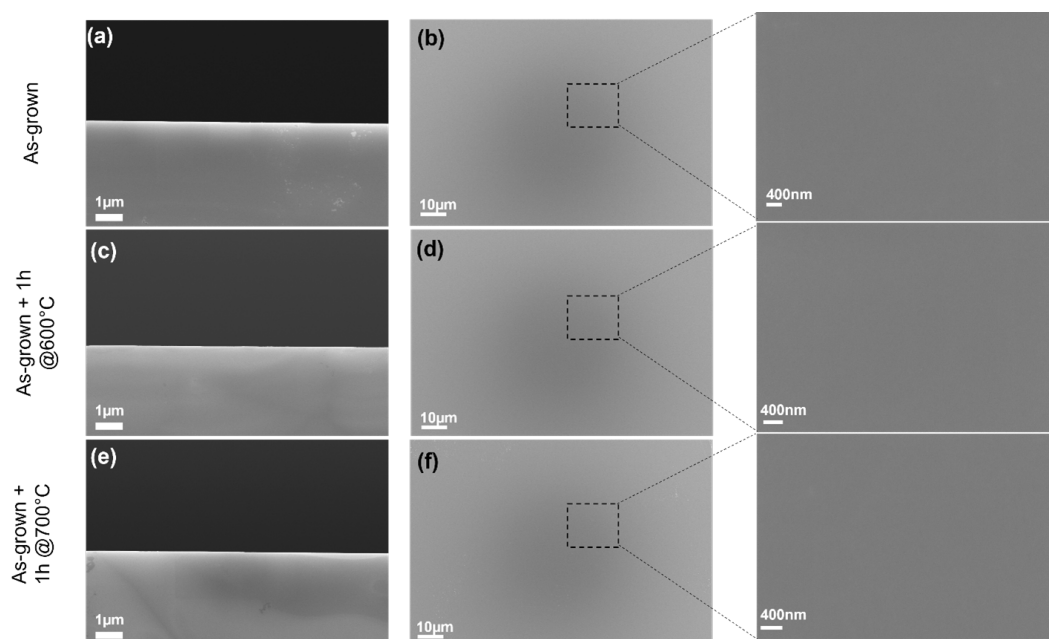 As-grown
(a)
1µm
(b)
10µm
400nm
As-grown + 1h
@600°C
(c)
1µm
(d)
10µm
400nm
As-grown +
1h @700°C
(e)
1µm
(f)
10µm
400nm